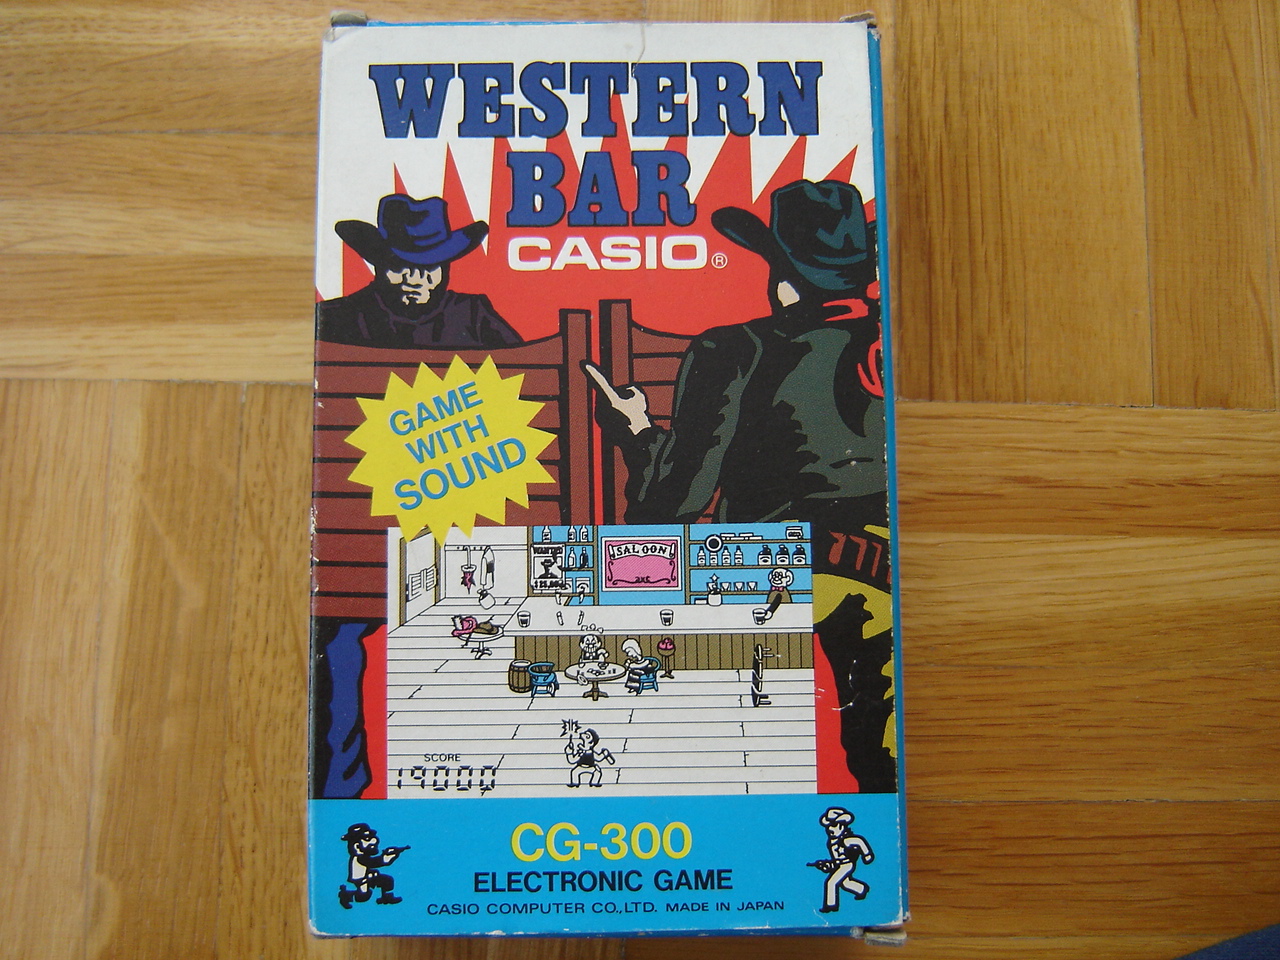 WESTERN
BAR
CASIO®
GAME
WITH
SOUND
WANTED
SALOON
SCORE
19000
CG-300
ELECTRONIC GAME
CASIO COMPUTER CO.,LTD. MADE IN JAPAN